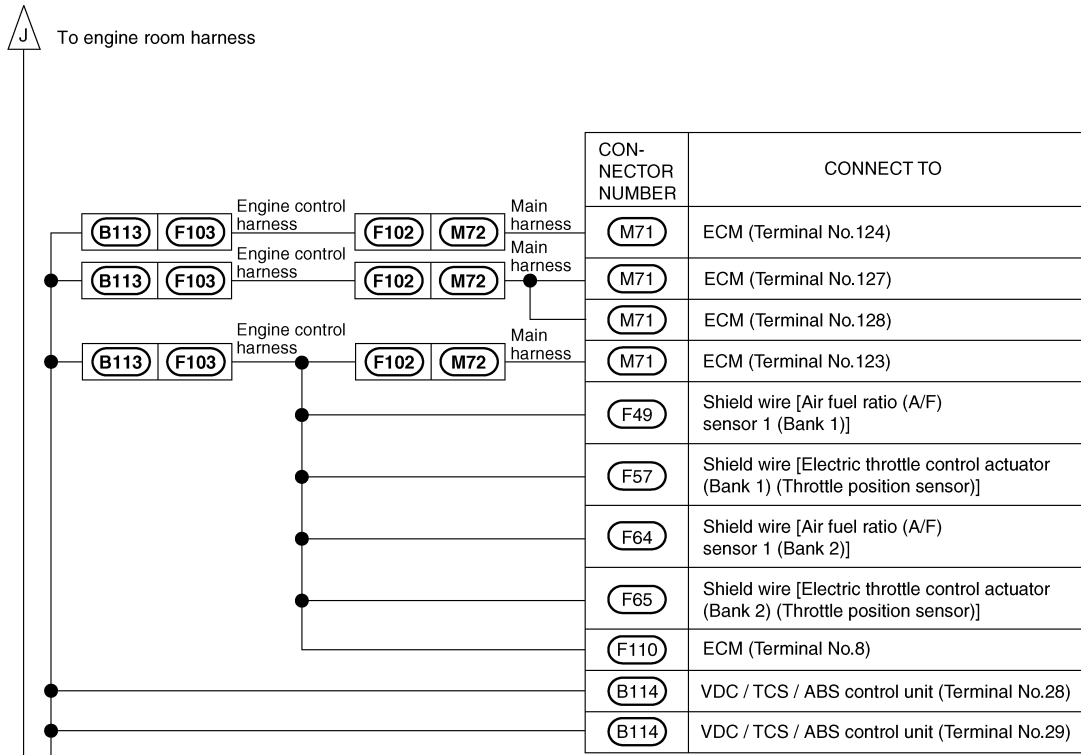 J
To engine room harness
CON-
NECTOR
NUMBER
CONNECT TO
B113 F103
Engine control
harness
F102 M72
Main
harness
M71
ECM (Terminal No.124)
B113 F103
Engine control
harness
F102 M72
Main
harness
M71
ECM (Terminal No.127)
M71
ECM (Terminal No.128)
B113 F103
Engine control
harness
F102 M72
Main
harness
M71
ECM (Terminal No.123)
F49
Shield wire [Air fuel ratio (A/F)
sensor 1 (Bank 1)]
F57
Shield wire [Electric throttle control actuator
(Bank 1) (Throttle position sensor)]
F64
Shield wire [Air fuel ratio (A/F)
sensor 1 (Bank 2)]
F65
Shield wire [Electric throttle control actuator
(Bank 2) (Throttle position sensor)]
F110
ECM (Terminal No.8)
B114
VDC / TCS / ABS control unit (Terminal No.28)
B114
VDC / TCS / ABS control unit (Terminal No.29)